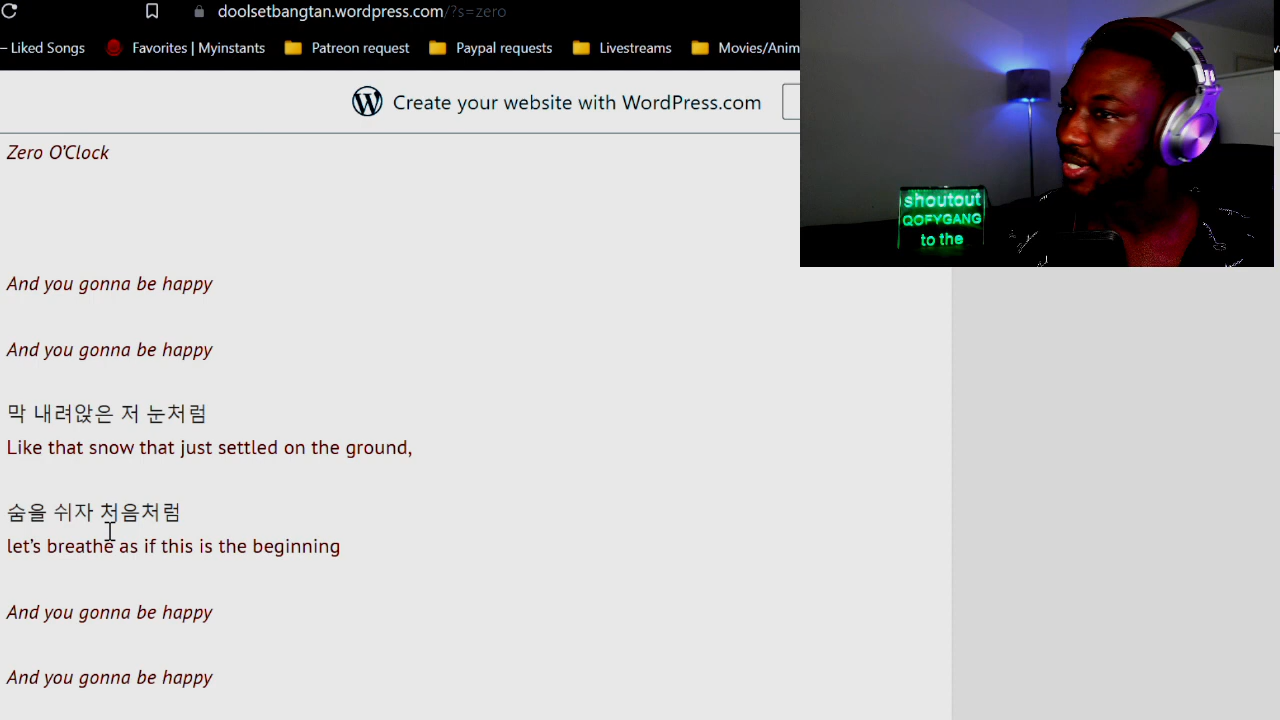 doolsetbangtan.wordpress.com/?s=zero
– Liked Songs
Favorites | Myinstants
Patreon request
Paypal requests
Livestreams
Movies/Anim
Create your website with WordPress.com
Zero O’Clock
shoutout
QOFYGANG
to the
And you gonna be happy
And you gonna be happy
막 내려앉은 저 눈처럼
Like that snow that just settled on the ground,
숨을 쉬자 처음처럼
let’s breathe as if this is the beginning
And you gonna be happy
And you gonna be happy